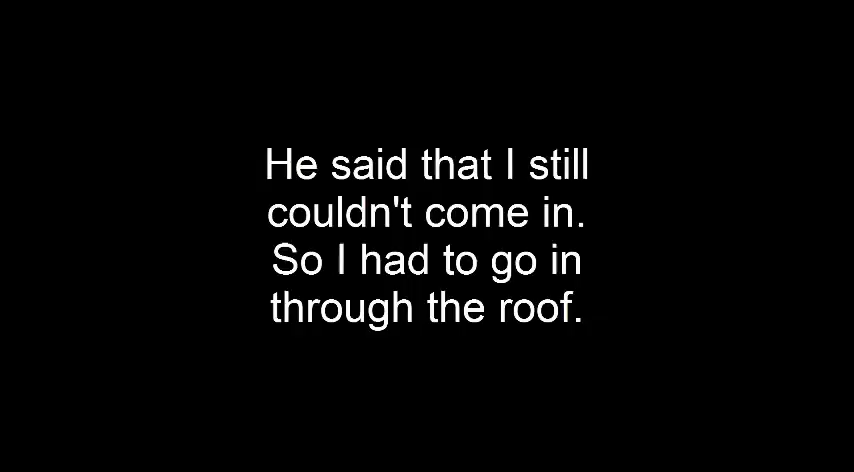 He said that I still
couldn't come in.
So I had to go in
through the roof.